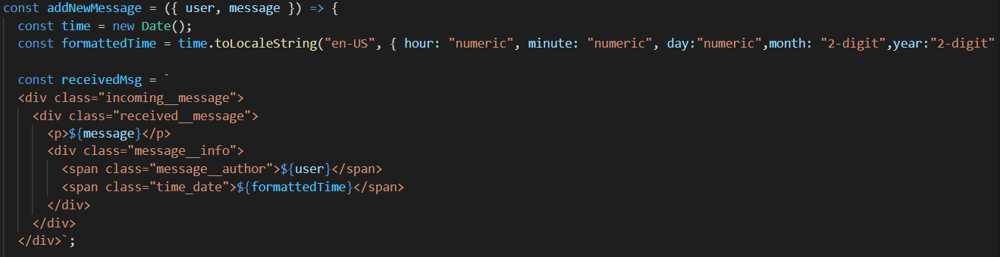 const addNewMessage = ({ user, message }) => {
  const time = new Date();
  const formattedTime = time.toLocaleString("en-US", { hour: "numeric", minute: "numeric", day:"numeric",month: "2-digit",year:"2-digit"
  const receivedMsg = `
  <div class="incoming__message">
    <div class="received__message">
      <p>${message}</p>
      <div class="message__info">
        <span class="message__author">${user}</span>
        <span class="time_date">${formattedTime}</span>
      </div>
    </div>
  </div>`;